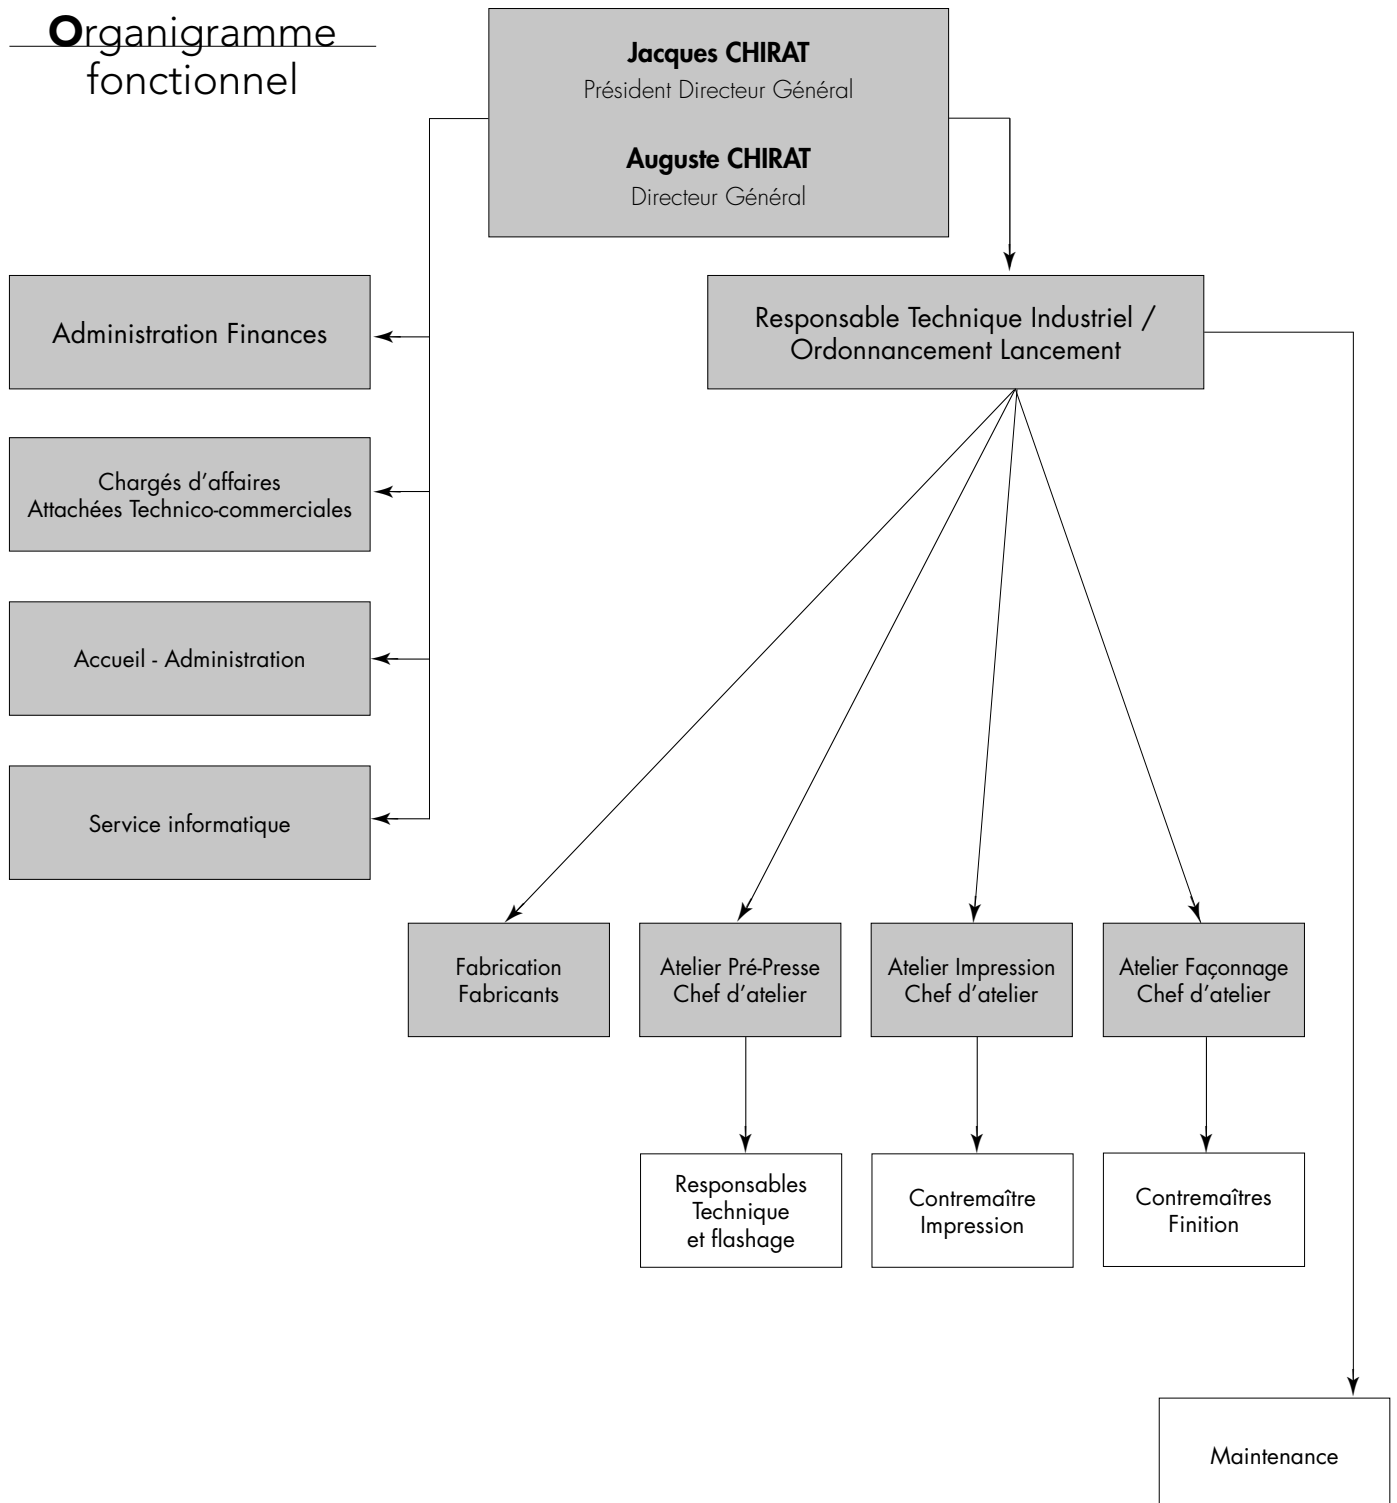 Organigramme
fonctionnel
Jacques CHIRAT
Président Directeur Général
Auguste CHIRAT
Directeur Général
Administration Finances
Responsable Technique Industriel /
Ordonnancement Lancement
Chargés d'affaires
Attachées Technico-commerciales
Accueil - Administration
Service informatique
Fabrication
Fabricants
Atelier Pré-Presse
Chef d'atelier
Atelier Impression
Chef d'atelier
Atelier Façonnage
Chef d'atelier
Responsables
Technique
et flashage
Contremaître
Impression
Contremaîtres
Finition
Maintenance